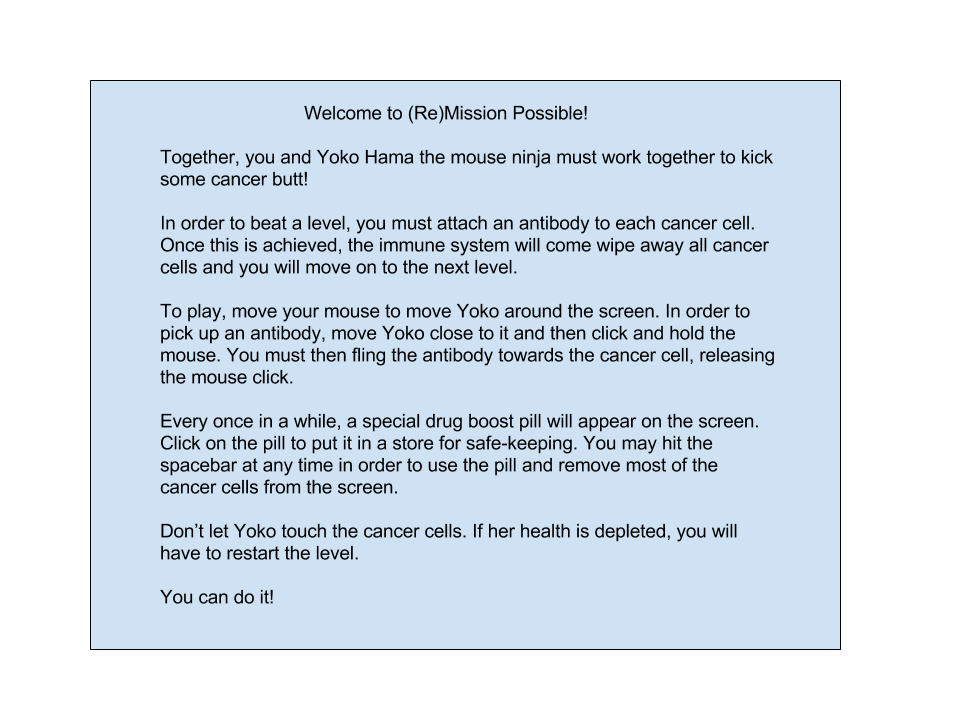 Welcome to (Re)Mission Possible!
Together, you and Yoko Hama the mouse ninja must work together to kick
some cancer butt!
In order to beat a level, you must attach an antibody to each cancer cell.
Once this is achieved, the immune system will come wipe away all cancer
cells and you will move on to the next level.
To play, move your mouse to move Yoko around the screen. In order to
pick up an antibody, move Yoko close to it and then click and hold the
mouse. You must then fling the antibody towards the cancer cell, releasing
the mouse click.
Every once in a while, a special drug boost pill will appear on the screen.
Click on the pill to put it in a store for safe-keeping. You may hit the
spacebar at any time in order to use the pill and remove most of the
cancer cells from the screen.
Don’t let Yoko touch the cancer cells. If her health is depleted, you will
have to restart the level.
You can do it!